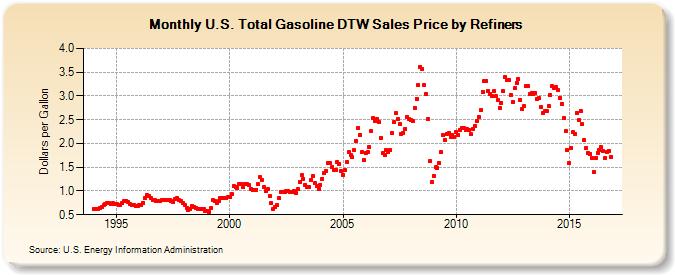 Monthly U.S. Total Gasoline DTW Sales Price by Refiners
Dollars per Gallon
4.0
3.5
3.0
2.5
2.0
1.5
1.0
0.5
1995 2000 2005 2010 2015
Source: U.S. Energy Information Administration